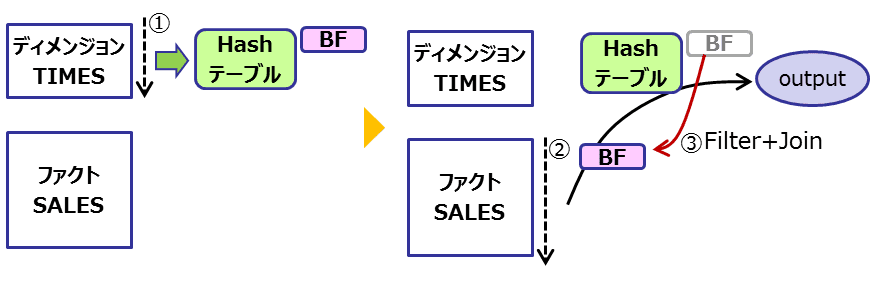 ディメンジョン
TIMES
①
Hash
テーブル
BF
ファクト
SALES
ディメンジョン
TIMES
Hash
テーブル
BF
output
ファクト
SALES
②
BF
③Filter+Join